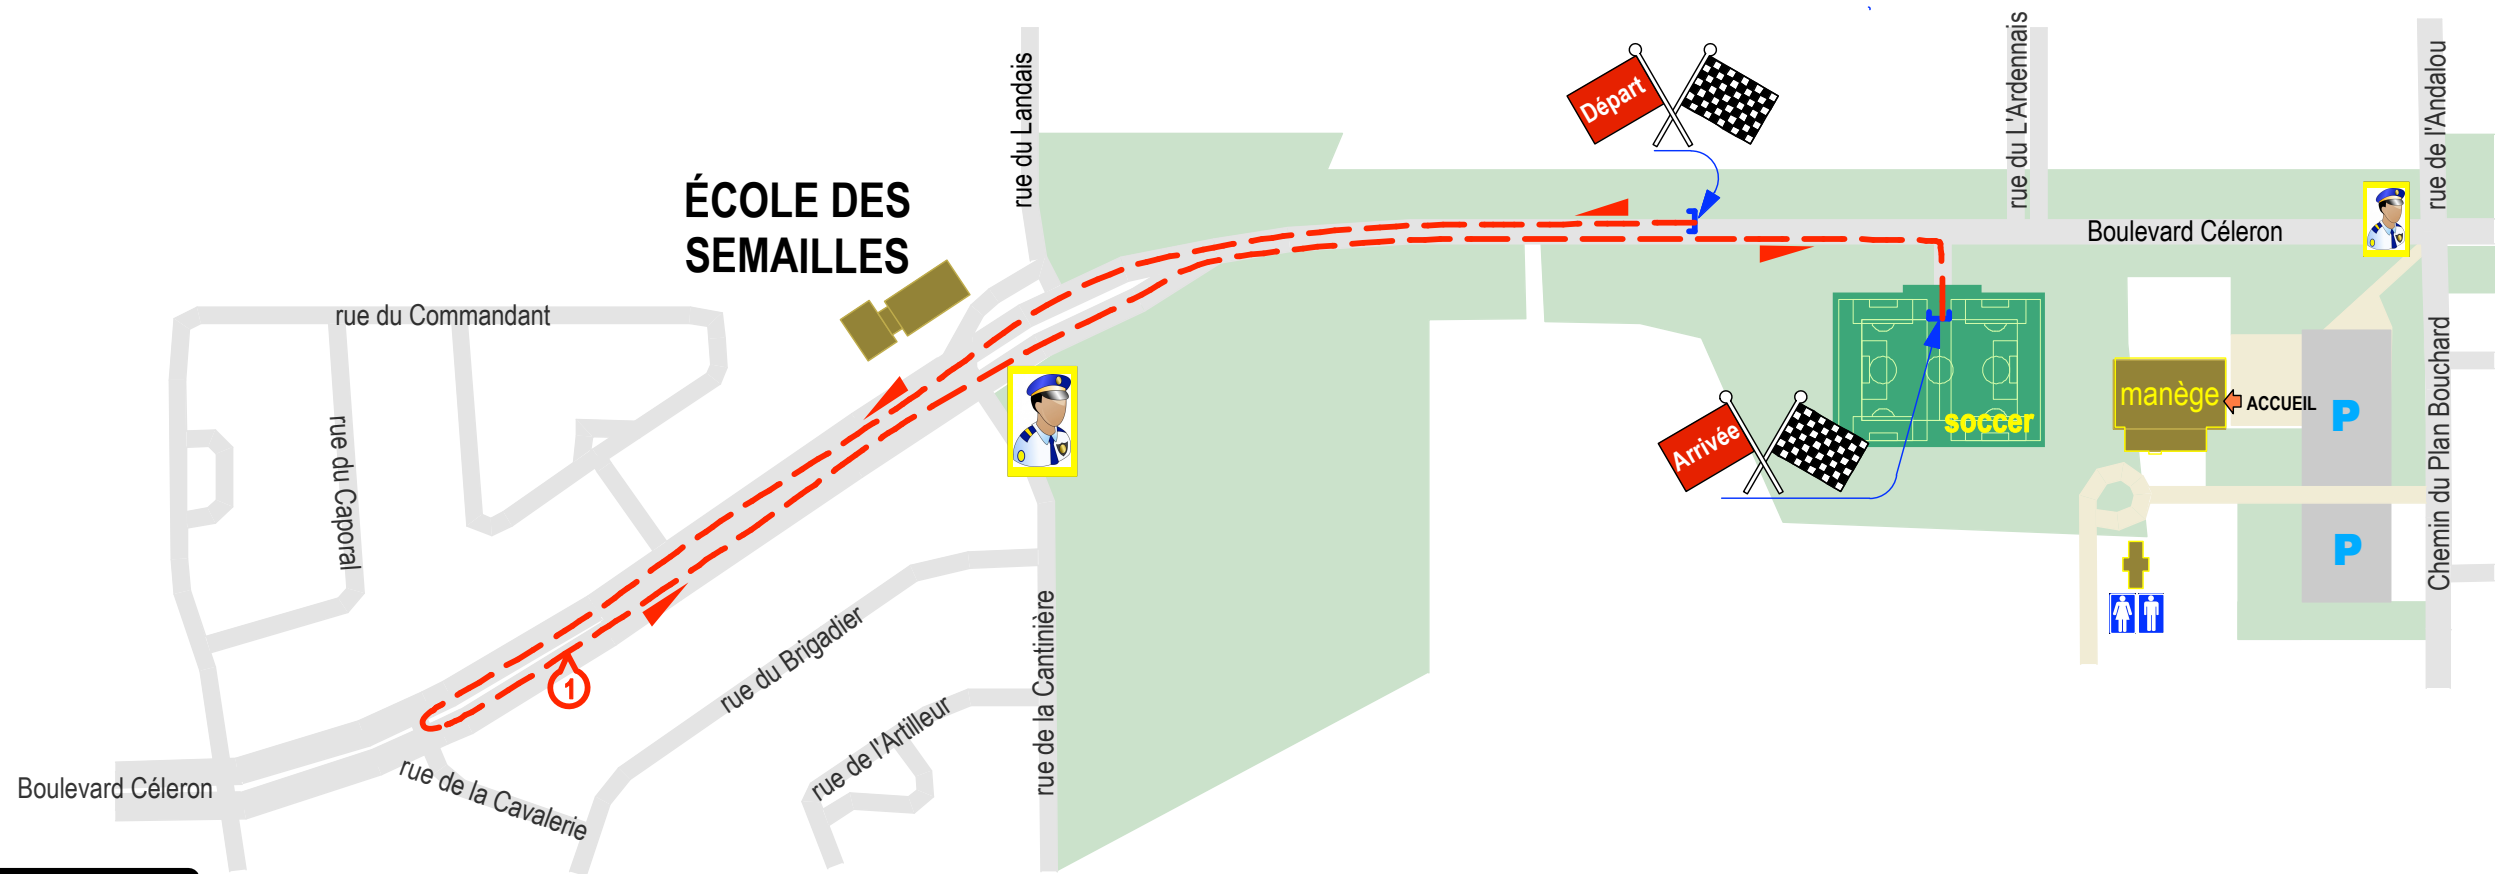 rue du Landais
Départ
rue du L'Ardennais
rue de l'Andalou
ÉCOLE DES
SEMAILLES
Boulevard Céleron
rue du Commandant
manège
ACCUEIL
P
soccer
Arrivée
rue du Caporal
Chemin du Plan Bouchard
P
rue du Brigadier
rue de la Cantinière
1
rue de l'Artilleur
Boulevard Céleron
rue de la Cavalerie